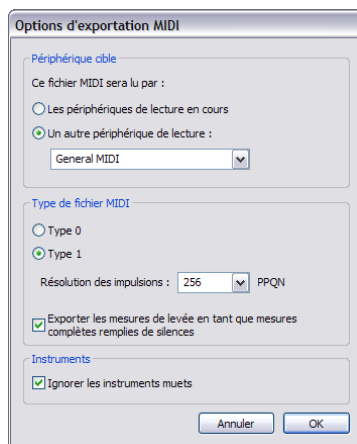 Options d'exportation MIDI
Périphérique cible
Ce fichier MIDI sera lu par :
Les périphériques de lecture en cours
Un autre périphérique de lecture :
General MIDI
Type de fichier MIDI
Type 0
Type 1
Résolution des impulsions : 256 PPQN
Exporter les mesures de levée en tant que mesures
complètes remplies de silences
Instruments
Ignorer les instruments muets
Annuler OK